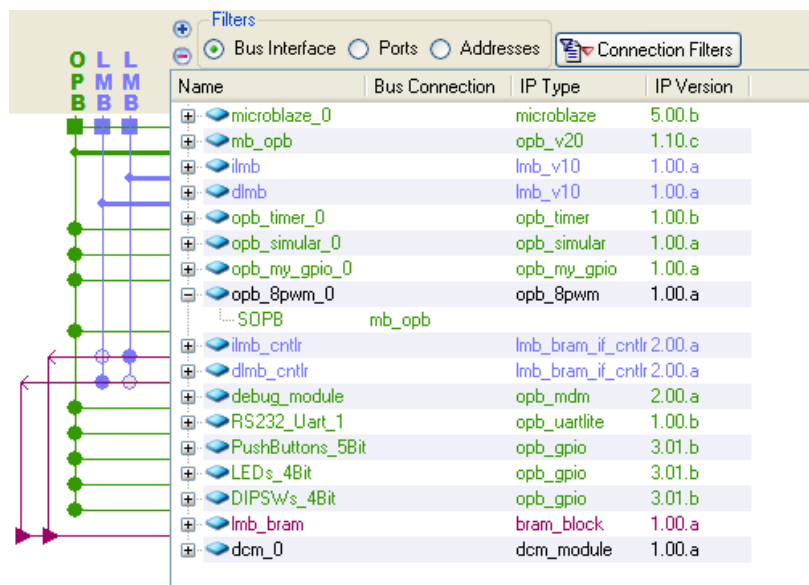 Filters
Bus Interface Ports Addresses Connection Filters
O L L
P M M
B B B
Name Bus Connection IP Type IP Version
microblaze_0 microblaze 5.00.b
mb_opb opb_v20 1.10.c
ilmb lmb_v10 1.00.a
dlmb lmb_v10 1.00.a
opb_timer_0 opb_timer 1.00.b
opb_simular_0 opb_simular 1.00.a
opb_my_gpio_0 opb_my_gpio 1.00.a
opb_8pwm_0 opb_8pwm 1.00.a
SOPB mb_opb
ilmb_cntlr lmb_bram_if_cntlr 2.00.a
dlmb_cntlr lmb_bram_if_cntlr 2.00.a
debug_module opb_mdm 2.00.a
RS232_Uart_1 opb_uartlite 1.00.b
PushButtons_5Bit opb_gpio 3.01.b
LEDs_4Bit opb_gpio 3.01.b
DIPSWs_4Bit opb_gpio 3.01.b
lmb_bram bram_block 1.00.a
dcm_0 dcm_module 1.00.a